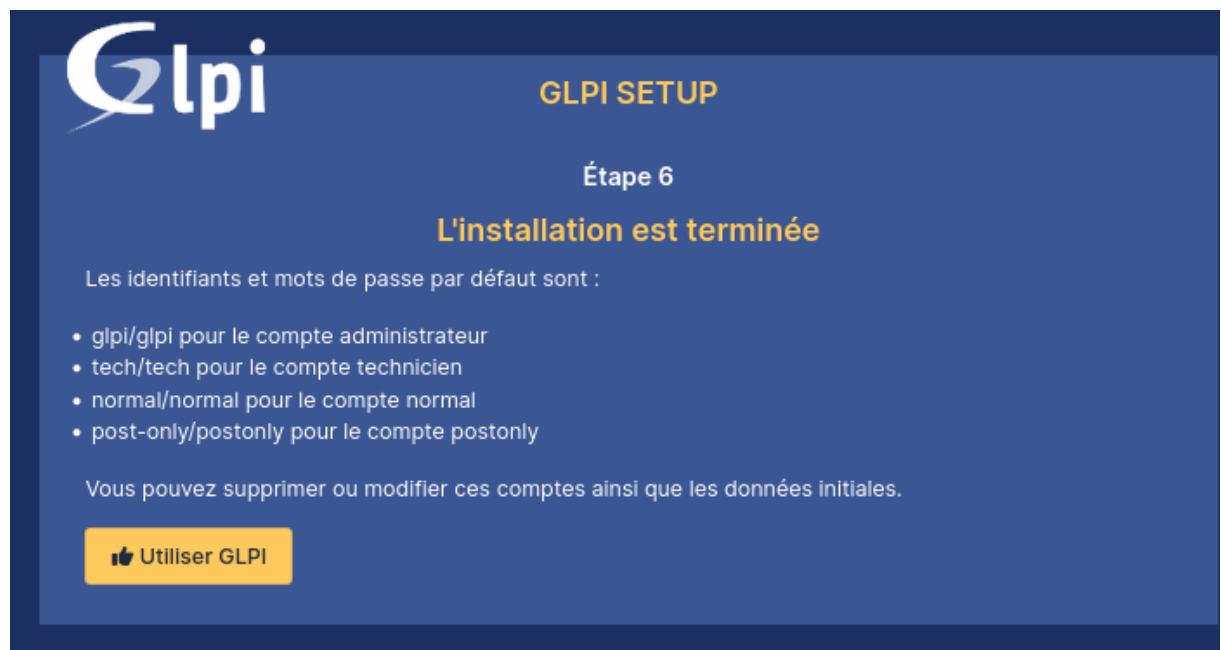 Glpi
GLPI SETUP
Étape 6
L'installation est terminée
Les identifiants et mots de passe par défaut sont :
• glpi/glpi pour le compte administrateur
• tech/tech pour le compte technicien
• normal/normal pour le compte normal
• post-only/postonly pour le compte postonly
Vous pouvez supprimer ou modifier ces comptes ainsi que les données initiales.
Utiliser GLPI